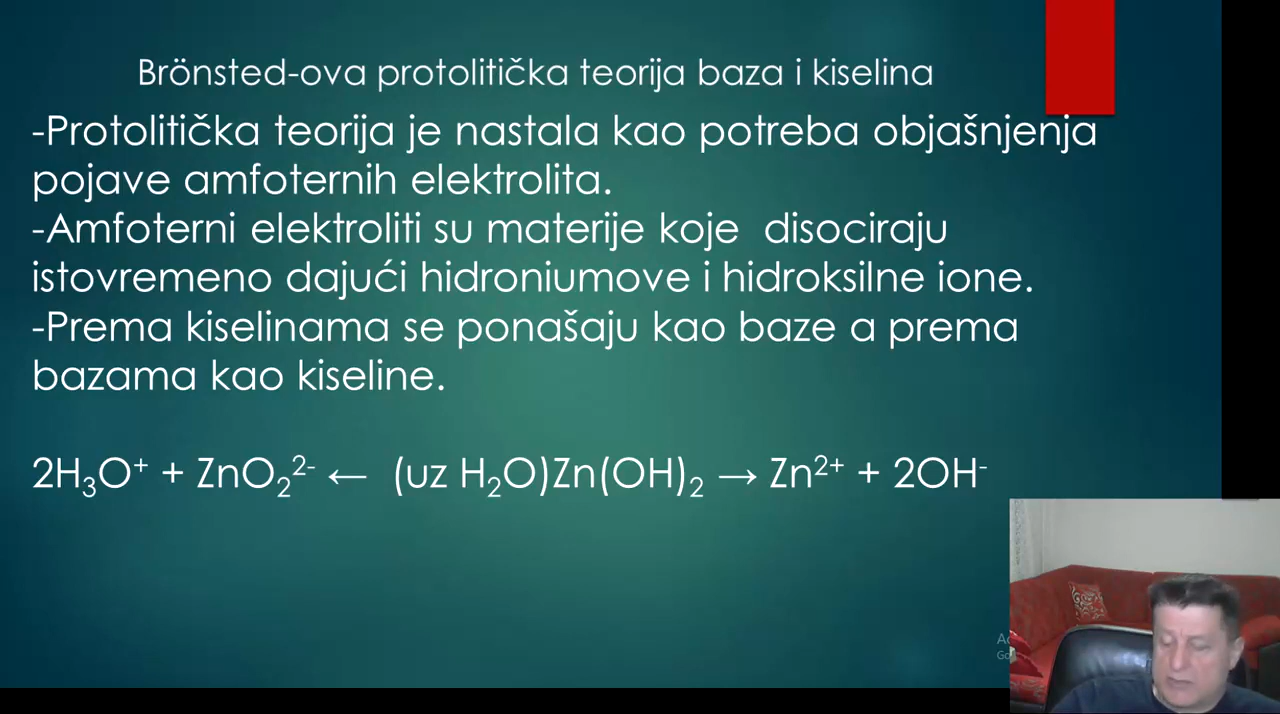 Brönsted-ova protolitička teorija baza i kiselina
-Protolitička teorija je nastala kao potreba objašnjenja
pojave amfoternih elektrolita.
-Amfoterni elektroliti su materije koje disociraju
istovremeno dajući hidroniumove i hidroksilne ione.
-Prema kiselinama se ponašaju kao baze a prema
bazama kao kiseline.
2H₃O⁺ + ZnO₂²⁻ ← (uz H₂O)Zn(OH)₂ → Zn²⁺ + 2OH⁻